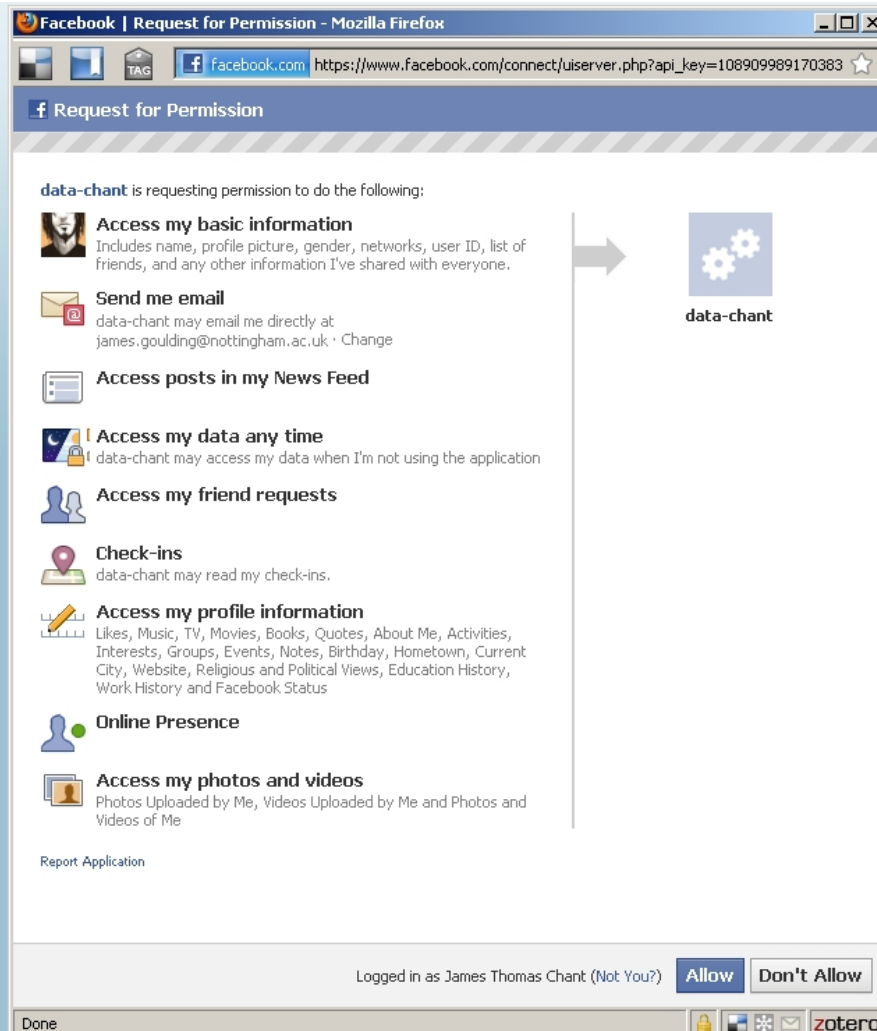 Facebook | Request for Permission - Mozilla Firefox
TAG
facebook.com https://www.facebook.com/connect/uiserver.php?api_key=108909989170383
Request for Permission
data-chant is requesting permission to do the following:
Access my basic information
Includes name, profile picture, gender, networks, user ID, list of
friends, and any other information I've shared with everyone.
Send me email
data-chant may email me directly at
james.goulding@nottingham.ac.uk · Change
Access posts in my News Feed
Access my data any time
data-chant may access my data when I'm not using the application
Access my friend requests
Check-ins
data-chant may read my check-ins.
Access my profile information
Likes, Music, TV, Movies, Books, Quotes, About Me, Activities,
Interests, Groups, Events, Notes, Birthday, Hometown, Current
City, Website, Religious and Political Views, Education History,
Work History and Facebook Status
Online Presence
Access my photos and videos
Photos Uploaded by Me, Videos Uploaded by Me and Photos and
Videos of Me
data-chant
Report Application
Logged in as James Thomas Chant (Not You?) Allow Don't Allow
Done zotero